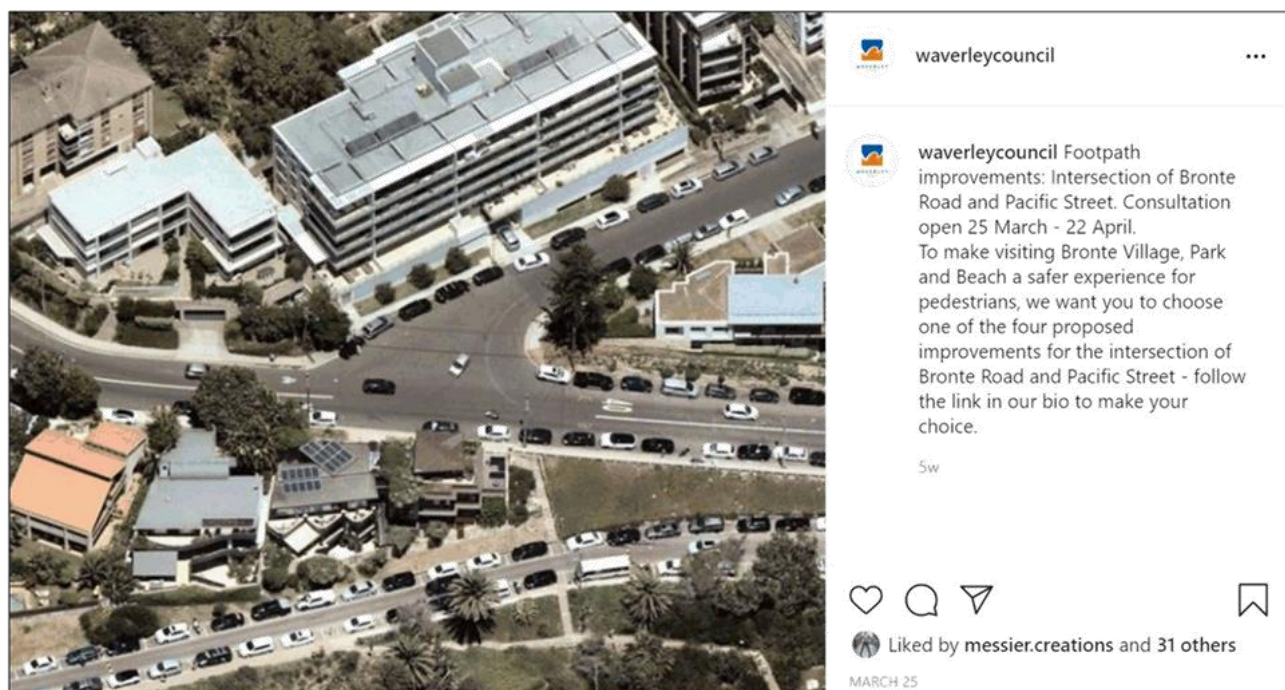 waverleycouncil
waverleycouncil Footpath
improvements: Intersection of Bronte
Road and Pacific Street. Consultation
open 25 March - 22 April.
To make visiting Bronte Village, Park
and Beach a safer experience for
pedestrians, we want you to choose
one of the four proposed
improvements for the intersection of
Bronte Road and Pacific Street - follow
the link in our bio to make your
choice.
5w
40
Liked by messier.creations and 31 others
MARCH 25